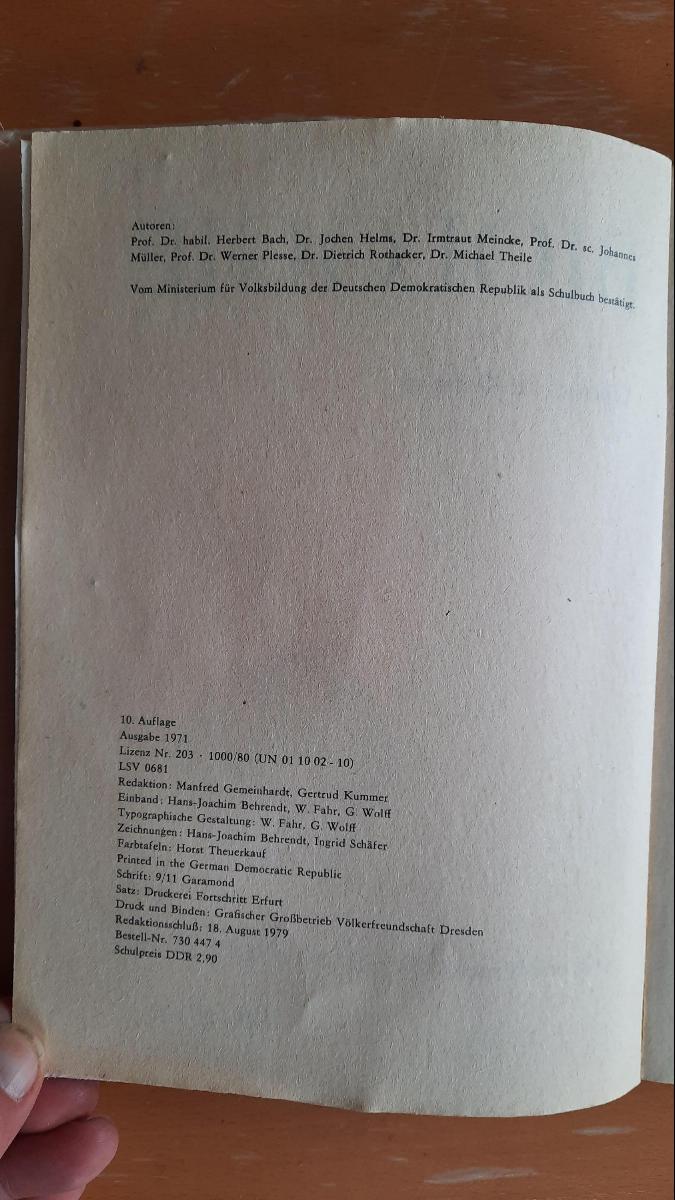 Autoren:
Prof. Dr. habil. Herbert Bach, Dr. Jochen Helms, Dr. Irmtraut Meincke, Prof. Dr. sc. Johannes
Müller, Prof. Dr. Werner Plesse, Dr. Dietrich Rothacker, Dr. Michael Theile
Vom Ministerium für Volksbildung der Deutschen Demokratischen Republik als Schulbuch bestätigt.
10. Auflage
Ausgabe 1971
Lizenz Nr. 203 · 1000/80 (UN 01 10 02 - 10)
LSV 0681
Redaktion: Manfred Gemeinhardt, Gertrud Kummer
Einband: Hans-Joachim Behrendt, W. Fahr, G. Wolff
Typographische Gestaltung: W. Fahr, G. Wolff
Zeichnungen: Hans-Joachim Behrendt, Ingrid Schäfer
Farbtafeln: Horst Theuerkauf
Printed in the German Democratic Republic
Schrift: 9/11 Garamond
Satz: Druckerei Fortschritt Erfurt
Druck und Binden: Grafischer Großbetrieb Völkerfreundschaft Dresden
Redaktionsschluß: 18. August 1979
Bestell-Nr. 730 447 4
Schulpreis DDR 2,90